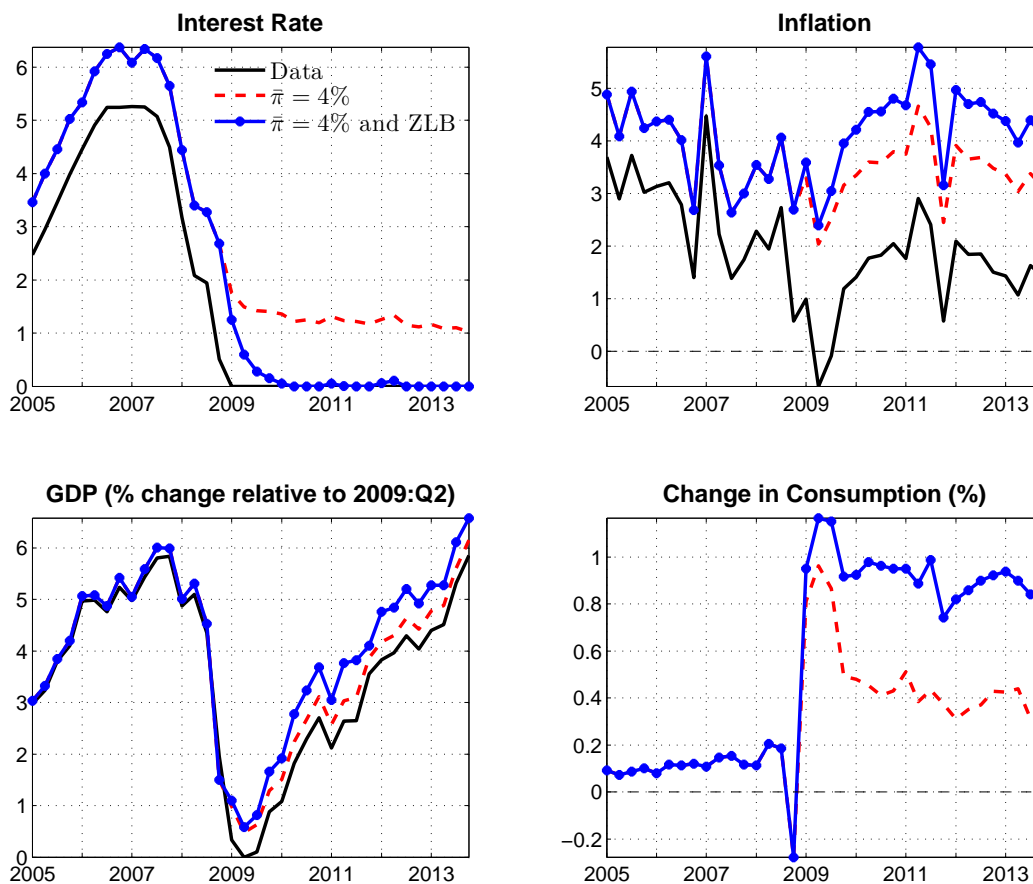 Interest Rate
6
5
4
3
2
1
0
2005 2007 2009 2011 2013
Data
π̄ = 4%
π̄ = 4% and ZLB
Inflation
5
4
3
2
1
0
2005 2007 2009 2011 2013
GDP (% change relative to 2009:Q2)
6
5
4
3
2
1
0
2005 2007 2009 2011 2013
Change in Consumption (%)
1
0.8
0.6
0.4
0.2
0
−0.2
2005 2007 2009 2011 2013